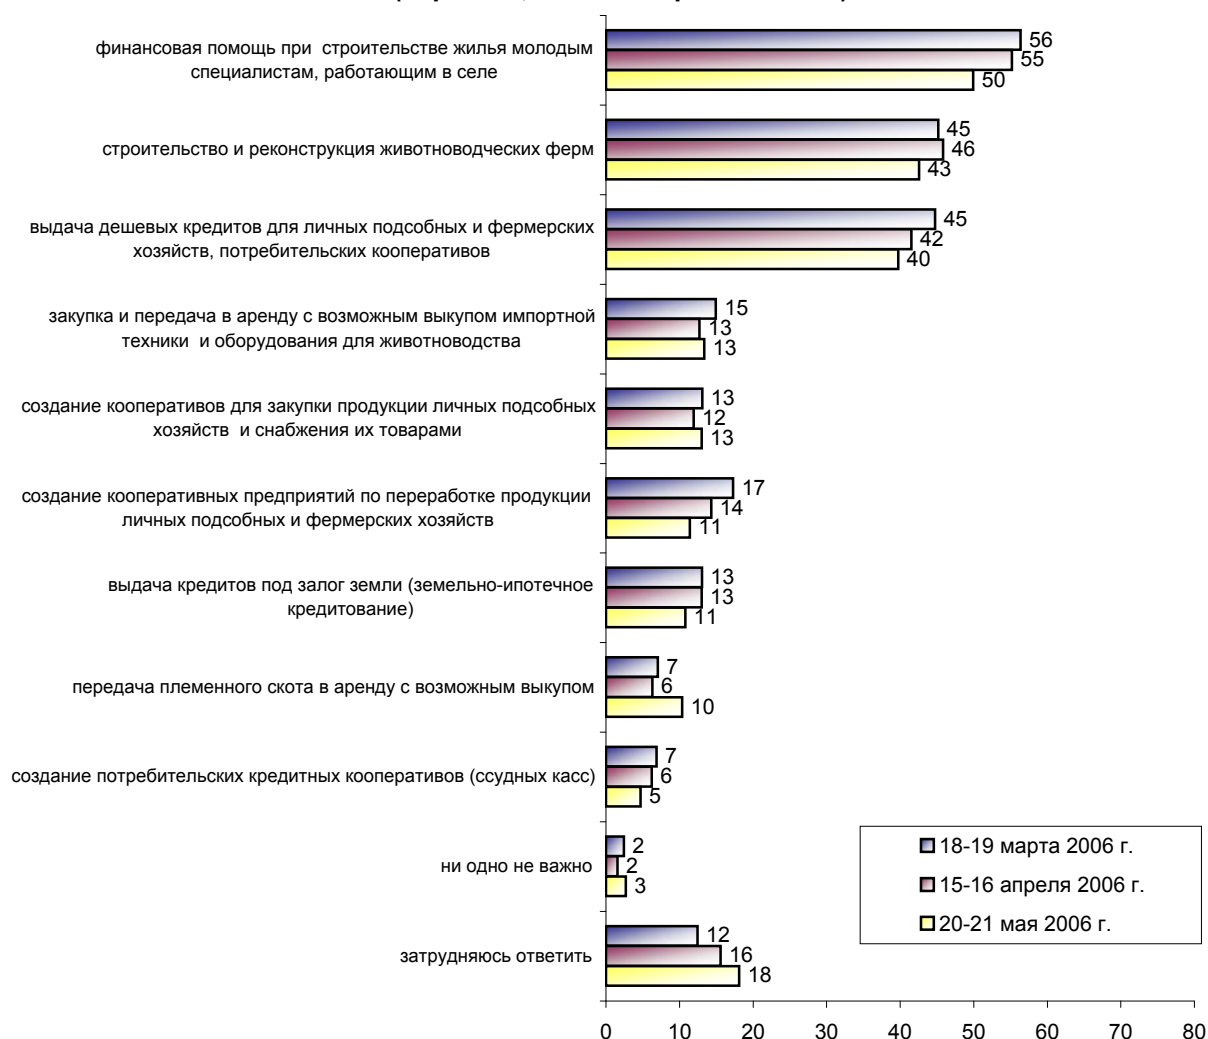 финансовая помощь при строительстве жилья молодым
специалистам, работающим в селе
56
55
50
строительство и реконструкция животноводческих ферм
45
46
43
выдача дешевых кредитов для личных подсобных и фермерских
хозяйств, потребительских кооперативов
45
42
40
закупка и передача в аренду с возможным выкупом импортной
техники и оборудования для животноводства
15
13
13
создание кооперативов для закупки продукции личных подсобных
хозяйств и снабжения их товарами
13
12
13
создание кооперативных предприятий по переработке продукции
личных подсобных и фермерских хозяйств
17
14
11
выдача кредитов под залог земли (земельно-ипотечное
кредитование)
13
13
11
передача племенного скота в аренду с возможным выкупом
7
6
10
создание потребительских кредитных кооперативов (ссудных касс)
7
6
5
ни одно не важно
2
2
3
затрудняюсь ответить
12
16
18
18-19 марта 2006 г.
15-16 апреля 2006 г.
20-21 мая 2006 г.
0 10 20 30 40 50 60 70 80